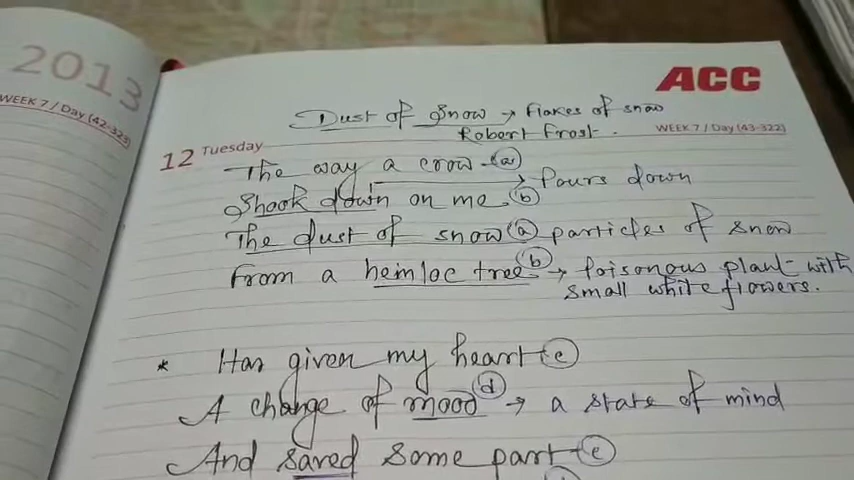 2013
WEEK 7 / Day (42-323)
ACC
Dust of Snow → flakes of snow
Robert Frost.
WEEK 7 / Day (43-322)
12 Tuesday
The way a crow (a)
Shook down on me. (b) → Pours down
The dust of snow (a) particles of snow
From a hemloc tree (b) → Poisonous plant with
small white flowers.
* Has given my heart (c)
A change of mood (d) → a state of mind
And saved some part (c)